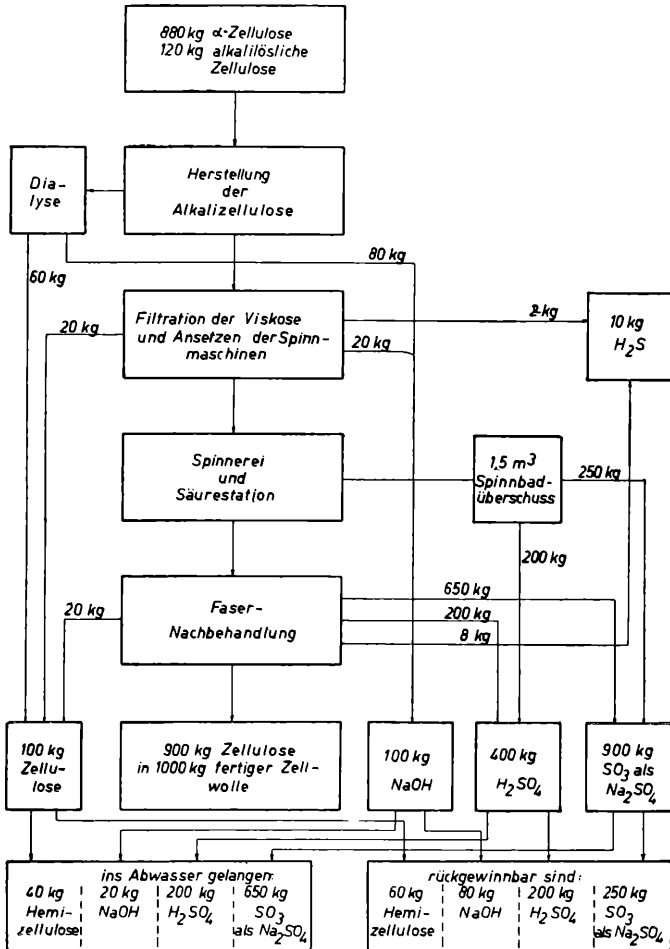 880 kg α-Zellulose
120 kg alkalilösliche
Zellulose
Dia-
lyse
Herstellung
der
Alkalizellulose
60 kg
80 kg
Filtration der Viskose
und Ansetzen der Spinn-
maschinen
20 kg
20 kg
2 kg
10 kg
H₂S
Spinnerei
und
Säurestation
1,5 m³
Spinnbad-
überschuss
250 kg
200 kg
Faser-
Nachbehandlung
20 kg
650 kg
200 kg
8 kg
100 kg
Zellu-
lose
900 kg Zellulose
in 1000 kg fertiger Zell-
wolle
100 kg
NaOH
400 kg
H₂SO₄
900 kg
SO₃ als
Na₂SO₄
ins Abwasser gelangen:
40 kg 20 kg 200 kg 650 kg
Hemi- NaOH H₂SO₄ SO₃
zellulose als Na₂SO₄
rückgewinnbar sind:
60 kg 80 kg 200 kg 250 kg
Hemi- NaOH H₂SO₄ SO₃
zellulose als Na₂SO₄